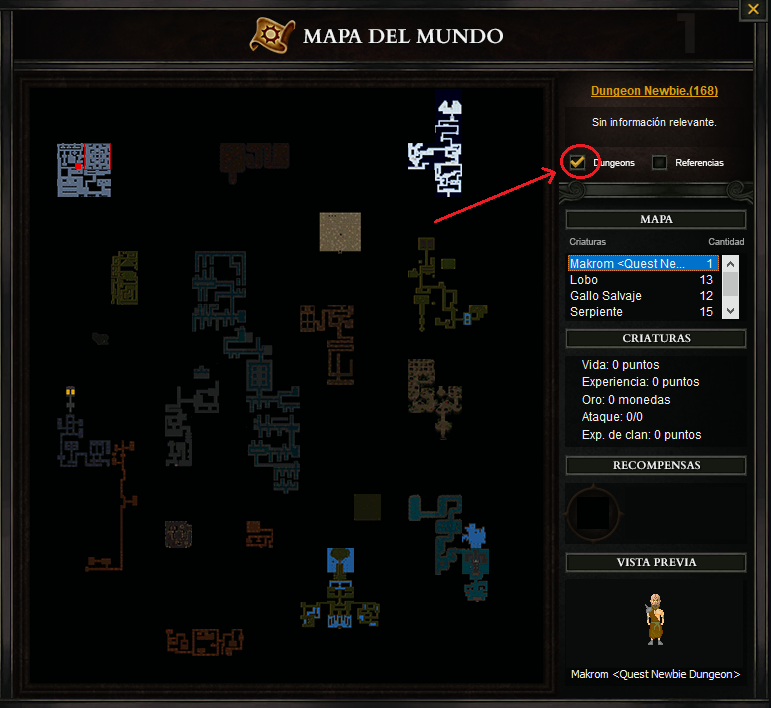 MAPA DEL MUNDO
1
Dungeon Newbie.(168)
Sin información relevante.
Dungeons
Referencias
MAPA
Criaturas Cantidad
Makrom <Quest Ne... 1
Lobo 13
Gallo Salvaje 12
Serpiente 15
CRIATURAS
Vida: 0 puntos
Experiencia: 0 puntos
Oro: 0 monedas
Ataque: 0/0
Exp. de clan: 0 puntos
RECOMPENSAS
VISTA PREVIA
Makrom <Quest Newbie Dungeon>